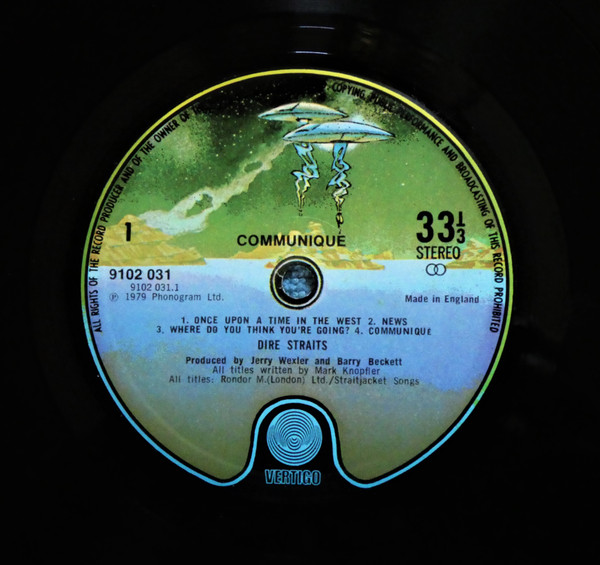 ALL RIGHTS OF THE RECORD PRODUCER AND OF THE OWNER OF
COPYING, PUBLIC PERFORMANCE AND BROADCASTING OF THIS RECORD PROHIBITED
1
COMMUNIQUÉ
33 1/3
STEREO
9102 031
9102 031.1
℗ 1979 Phonogram Ltd.
Made in England
1. ONCE UPON A TIME IN THE WEST 2. NEWS
3. WHERE DO YOU THINK YOU'RE GOING? 4. COMMUNIQUE
DIRE STRAITS
Produced by Jerry Wexler and Barry Beckett
All titles written by Mark Knopfler
All titles: Rondor M.(London) Ltd./Straitjacket Songs
VERTIGO